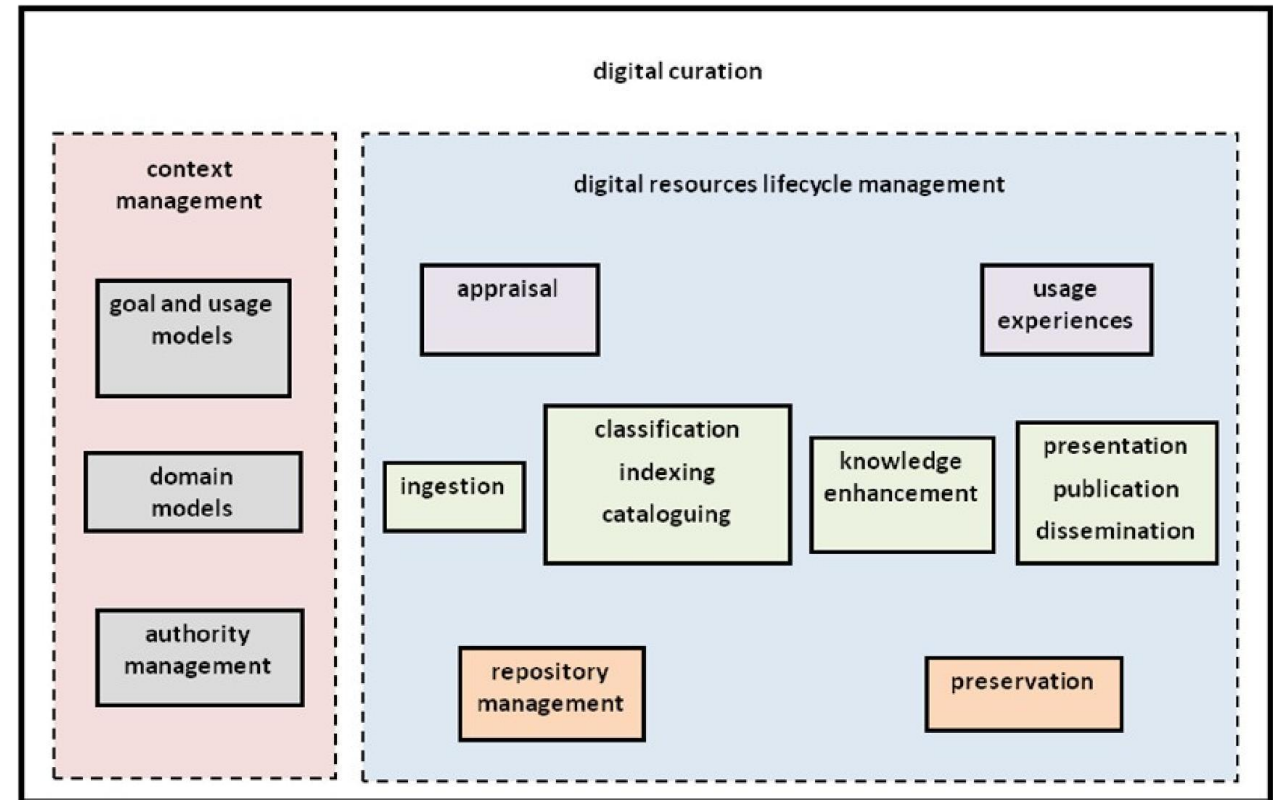 digital curation
context
management
goal and usage
models
domain
models
authority
management
digital resources lifecycle management
appraisal
usage
experiences
ingestion
classification
indexing
cataloguing
knowledge
enhancement
presentation
publication
dissemination
repository
management
preservation